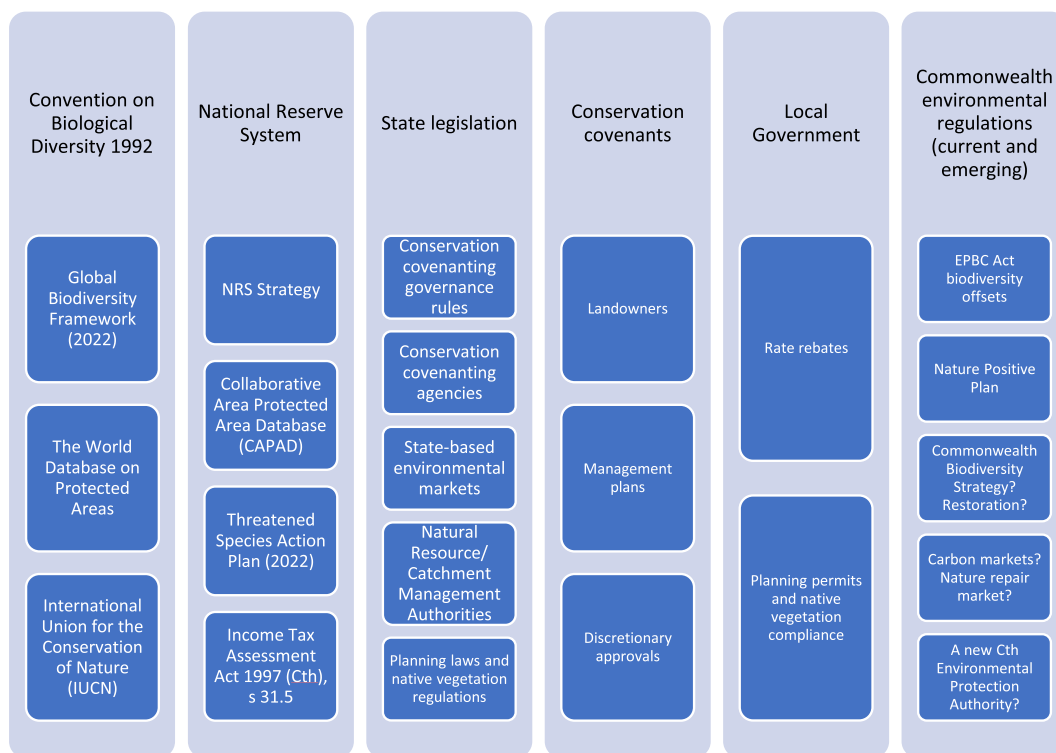 Convention on
Biological
Diversity 1992
Global
Biodiversity
Framework
(2022)
The World
Database on
Protected
Areas
International
Union for the
Conservation
of Nature
(IUCN)
National Reserve
System
NRS Strategy
Collaborative
Area Protected
Area Database
(CAPAD)
Threatened
Species Action
Plan (2022)
Income Tax
Assessment
Act 1997 (Cth),
s 31.5
State legislation
Conservation
covenanting
governance
rules
Conservation
covenanting
agencies
State-based
environmental
markets
Natural
Resource/
Catchment
Management
Authorities
Planning laws and
native vegetation
regulations
Conservation
covenants
Landowners
Management
plans
Discretionary
approvals
Local
Government
Rate rebates
Planning permits
and native
vegetation
compliance
Commonwealth
environmental
regulations
(current and
emerging)
EPBC Act
biodiversity
offsets
Nature Positive
Plan
Commonwealth
Biodiversity
Strategy?
Restoration?
Carbon markets?
Nature repair
market?
A new Cth
Environmental
Protection
Authority?